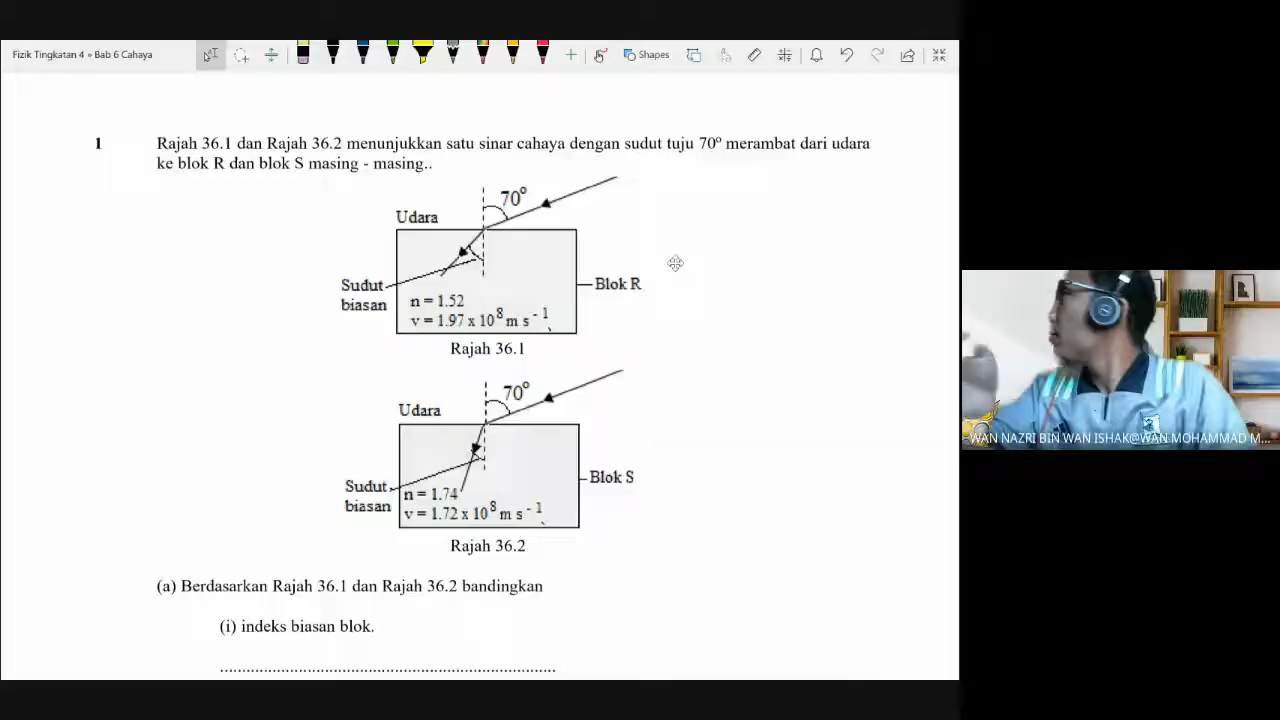 Fizik Tingkatan 4 » Bab 6 Cahaya
Shapes
1 Rajah 36.1 dan Rajah 36.2 menunjukkan satu sinar cahaya dengan sudut tuju 70º merambat dari udara
ke blok R dan blok S masing - masing..
70º
Udara
Sudut
biasan
Blok R
n = 1.52
v = 1.97 x 10⁸ m s⁻¹
Rajah 36.1
70º
Udara
Blok S
Sudut
biasan
n = 1.74
v = 1.72 x 10⁸ m s⁻¹
Rajah 36.2
(a) Berdasarkan Rajah 36.1 dan Rajah 36.2 bandingkan
(i) indeks biasan blok.
................................................................................
WAN NAZRI BIN WAN ISHAK@WAN MOHAMMAD M...